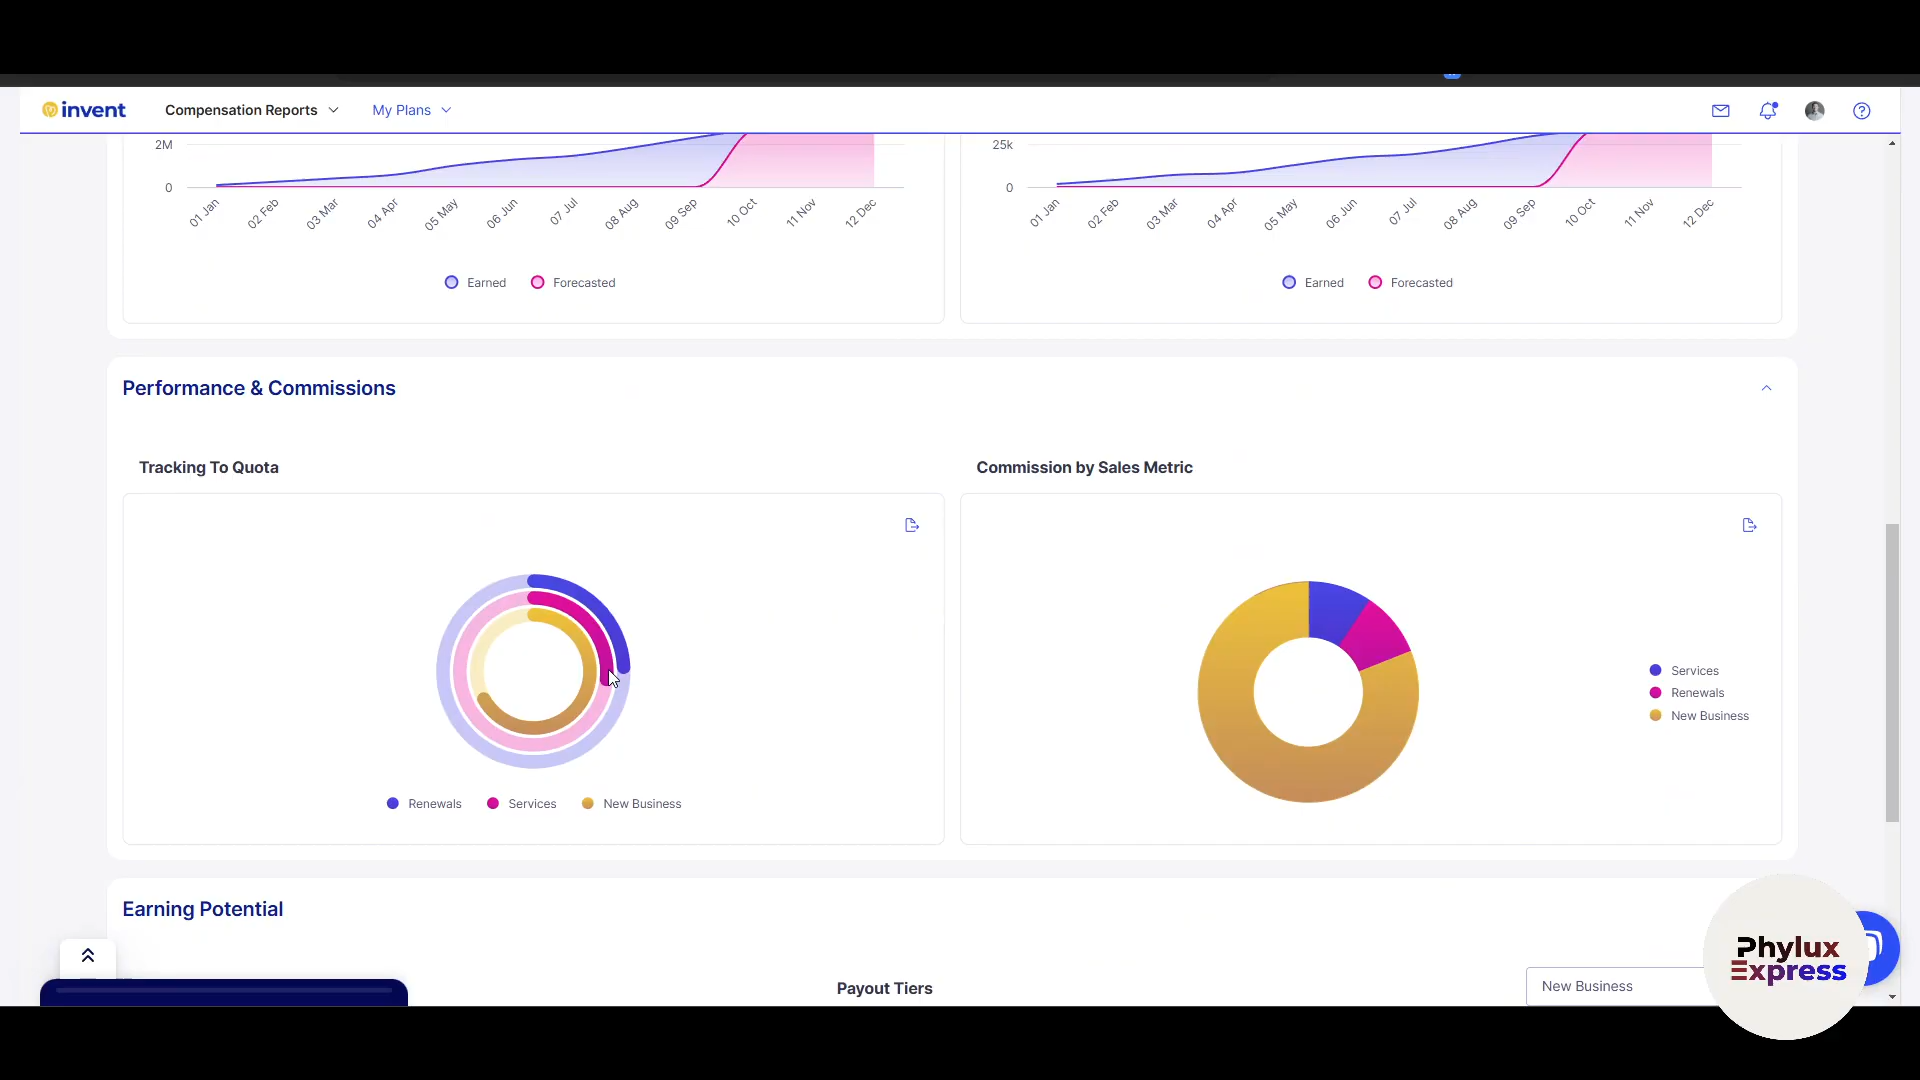 invent
Compensation Reports
My Plans
2M
0
01 Jan
02 Feb
03 Mar
04 Apr
05 May
06 Jun
07 Jul
08 Aug
09 Sep
10 Oct
11 Nov
12 Dec
Earned
Forecasted
25k
0
01 Jan
02 Feb
03 Mar
04 Apr
05 May
06 Jun
07 Jul
08 Aug
09 Sep
10 Oct
11 Nov
12 Dec
Earned
Forecasted
Performance & Commissions
Tracking To Quota
Renewals
Services
New Business
Commission by Sales Metric
Services
Renewals
New Business
Earning Potential
Payout Tiers
New Business
Phylux
Express